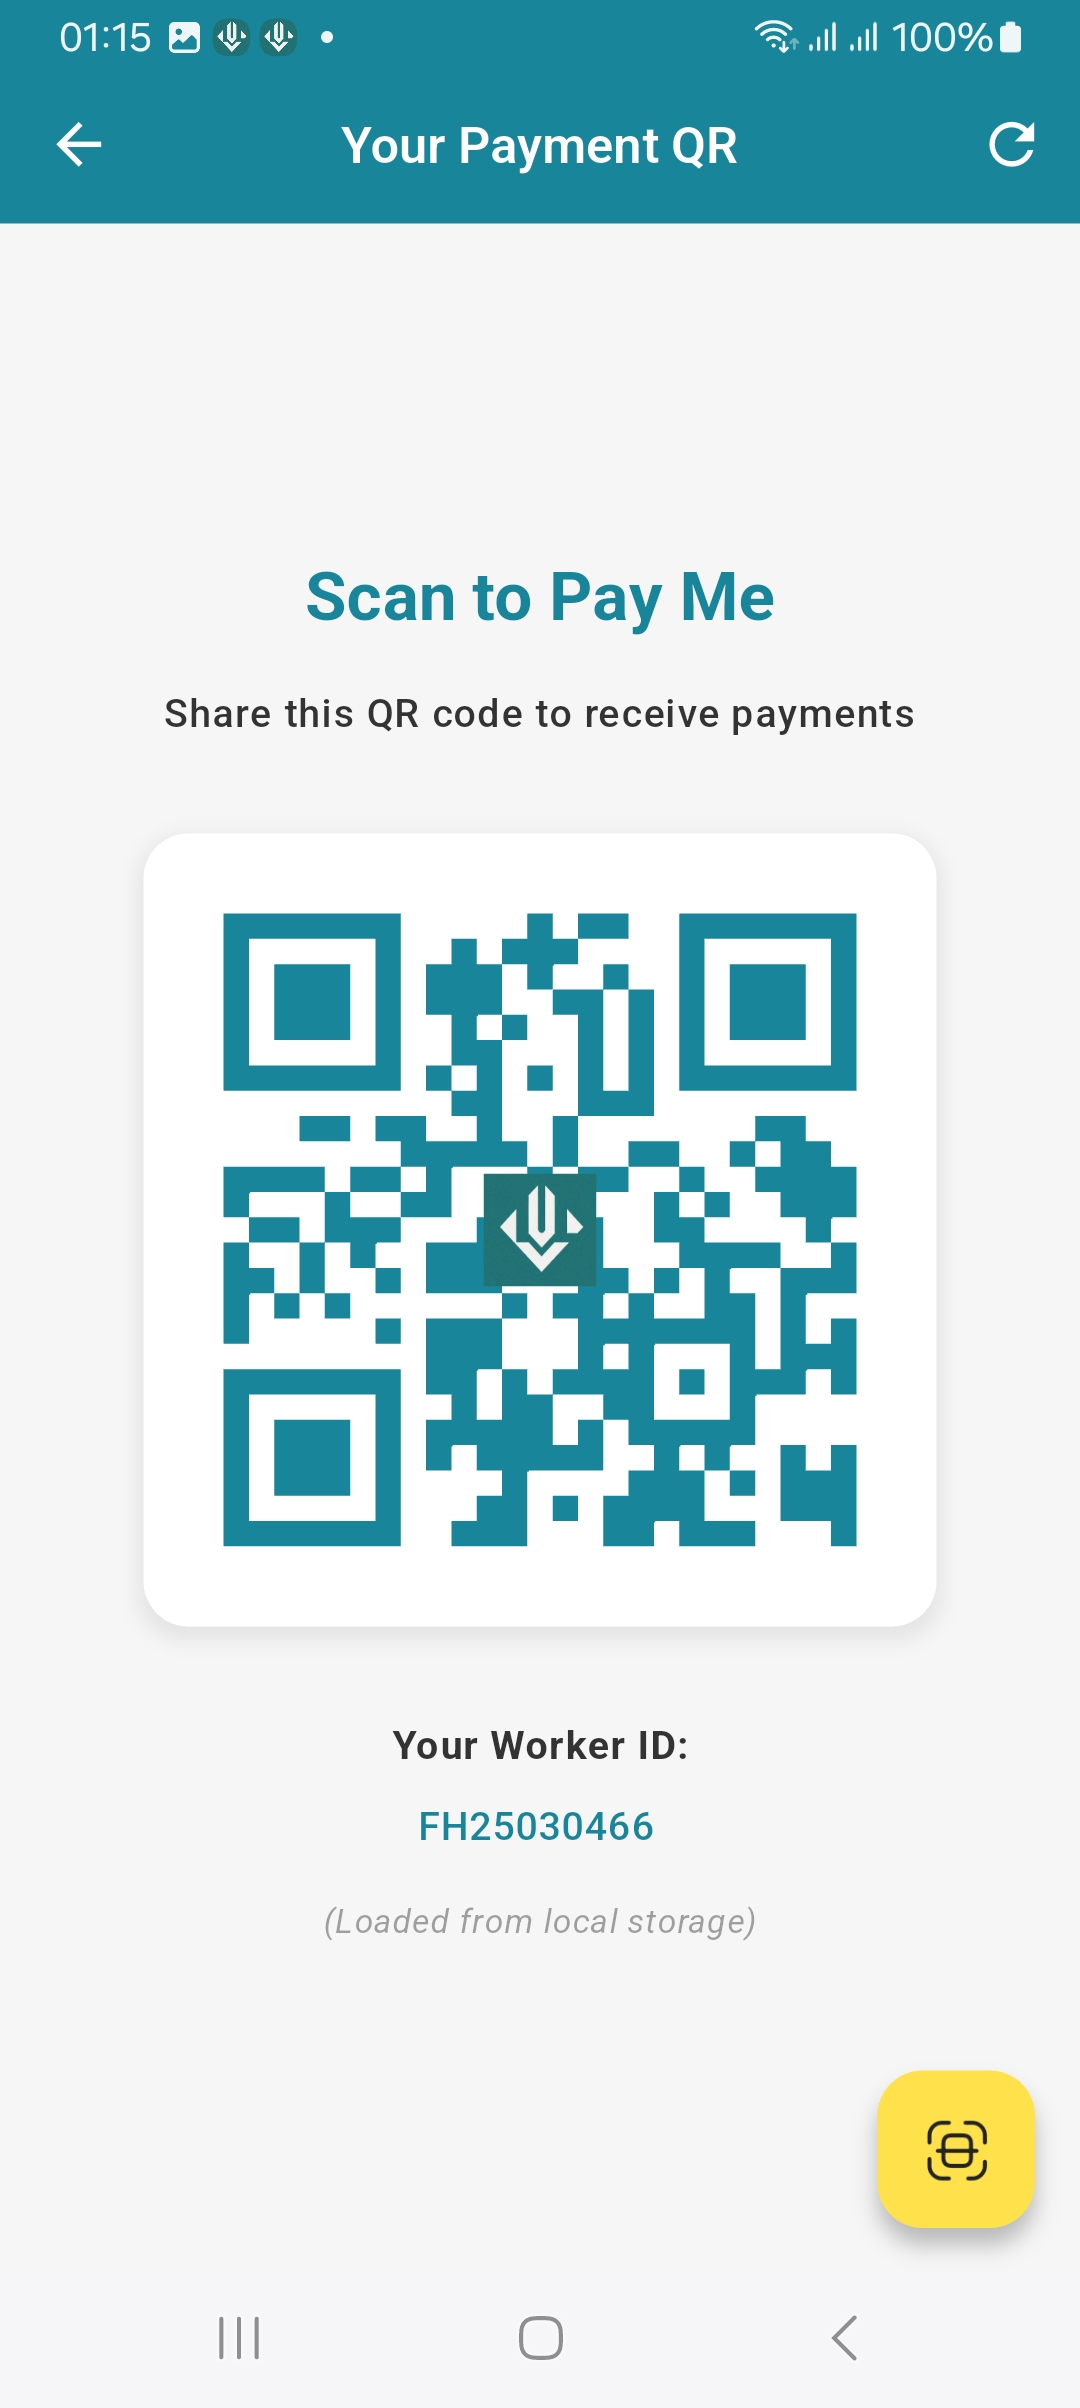 01:15
100%
Your Payment QR
Scan to Pay Me
Share this QR code to receive payments
Your Worker ID:
FH25030466
(Loaded from local storage)